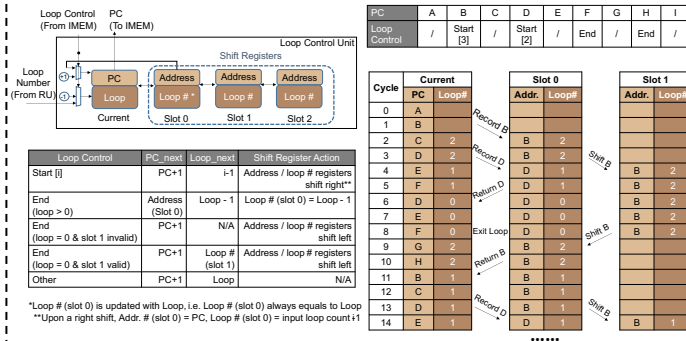 Loop Control
(From IMEM)
PC
(To IMEM)
Loop Control Unit
Shift Registers
Loop
Number
(From RU)
+1
-1
PC
Loop
Current
Address
Loop # *
Slot 0
Address
Loop #
Slot 1
Address
Loop #
Slot 2
Loop Control PC_next Loop_next Shift Register Action
Start [i] PC+1 i-1 Address / loop # registers
shift right**
End
(loop > 0) Address
(Slot 0) Loop - 1 Loop # (slot 0) = Loop - 1
End
(loop = 0 & slot 1 invalid) PC+1 N/A Address / loop # registers
shift left
End
(loop = 0 & slot 1 valid) PC+1 Loop #
(slot 1) Address / loop # registers
shift left
Other PC+1 Loop N/A
*Loop # (slot 0) is updated with Loop, i.e. Loop # (slot 0) always equals to Loop
**Upon a right shift, Addr. # (slot 0) = PC, Loop # (slot 0) = input loop count -1
PC A B C D E F G H I
Loop
Control / Start
[3] / Start
[2] / End / End /
Cycle Current Slot 0 Slot 1
PC Loop# Addr. Loop# Addr. Loop#
0 A
1 B
Record B
2 C 2 B 2
3 D 2 B 2
Record D
Shift B
4 E 1 D 1 B 2
5 F 1 D 1 B 2
Return D
6 D 0 D 0 B 2
7 E 0 D 0 B 2
8 F 0 Exit Loop D 0 B 2
Shift B
9 G 2 B 2
10 H 2 B 2
Return B
11 B 1 B 1
12 C 1 B 1
13 D 1 B 1
Record D
Shift B
14 E 1 D 1 B 1
......